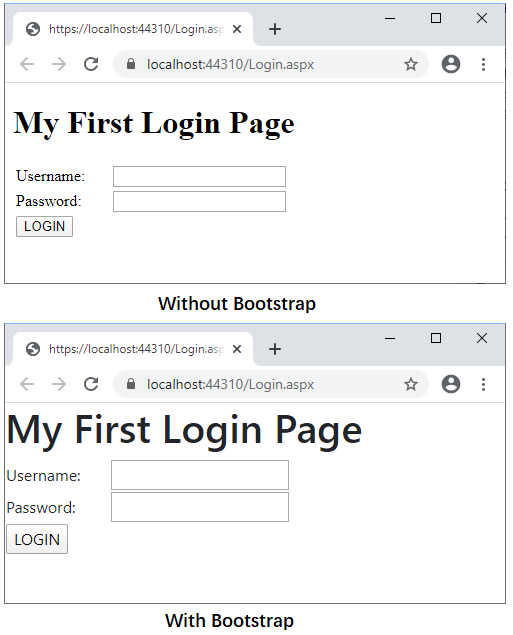 https://localhost:44310/Login.asp
localhost:44310/Login.aspx
My First Login Page
Username:
Password:
LOGIN
Without Bootstrap
https://localhost:44310/Login.asp
localhost:44310/Login.aspx
My First Login Page
Username:
Password:
LOGIN
With Bootstrap